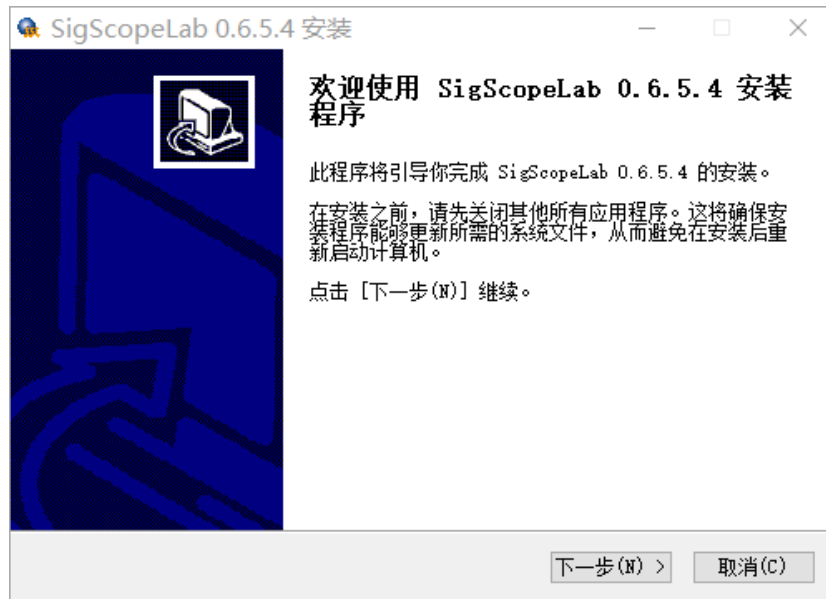 SigScopeLab 0.6.5.4 安装
欢迎使用 SigScopeLab 0.6.5.4 安装
程序
此程序将引导你完成 SigScopeLab 0.6.5.4 的安装。
在安装之前，请先关闭其他所有应用程序。这将确保安
装程序能够更新所需的系统文件，从而避免在安装后重
新启动计算机。
点击 [下一步(N)] 继续。
下一步(N) >
取消(C)